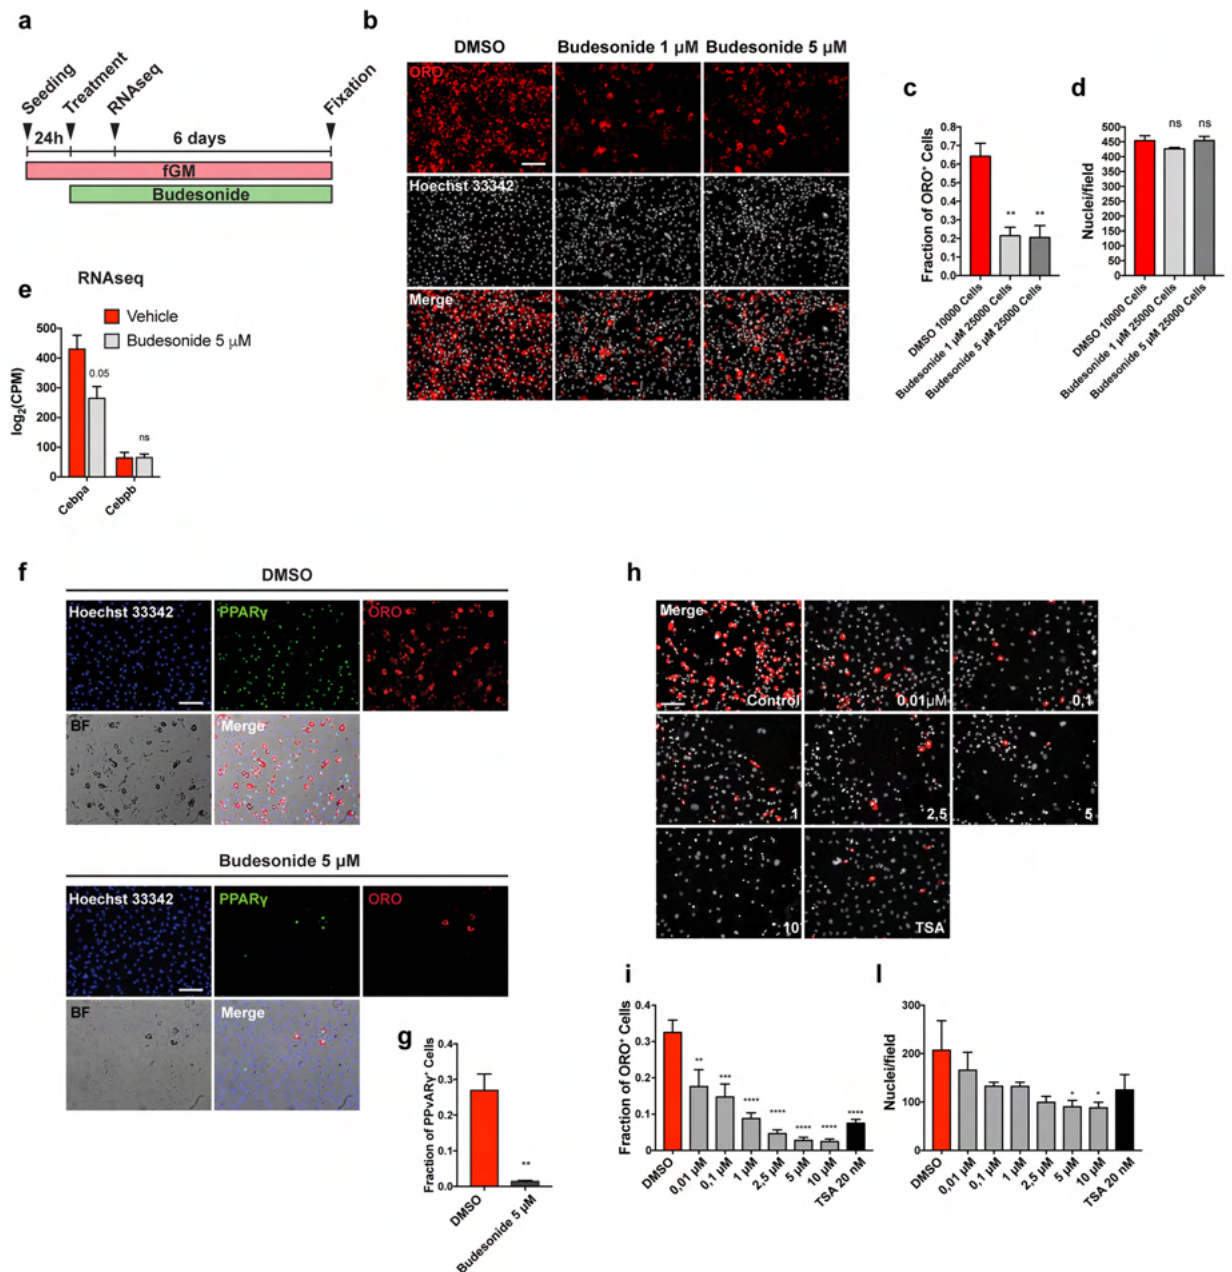 a
Seeding
Treatment
RNAseq
Fixation
24h
6 days
fGM
Budesonide
b
DMSO
Budesonide 1 μM
Budesonide 5 μM
ORO
Hoechst 33342
Merge
c
Fraction of ORO⁺ Cells
0.8
0.7
0.6
0.5
0.4
0.3
0.2
0.1
0.0
**
**
DMSO 10000 Cells
Budesonide 1 μM 25000 Cells
Budesonide 5 μM 25000 Cells
d
Nuclei/field
500
450
400
350
300
250
200
150
100
50
0
ns
ns
DMSO 10000 Cells
Budesonide 1 μM 25000 Cells
Budesonide 5 μM 25000 Cells
e
RNAseq
Vehicle
Budesonide 5 μM
log₂(CPM)
500
400
300
200
100
0
0.05
ns
Cebpa
Cebpb
f
DMSO
Hoechst 33342
PPARγ
ORO
BF
Merge
Budesonide 5 μM
Hoechst 33342
PPARγ
ORO
BF
Merge
g
Fraction of PPvARγ⁺ Cells
0.4
0.3
0.2
0.1
0.0
**
DMSO
Budesonide 5 μM
h
Merge
Control
0,01μM
0,1
1
2,5
5
10
TSA
i
Fraction of ORO⁺ Cells
0.4
0.3
0.2
0.1
0.0
**
***
****
****
****
****
****
DMSO
0,01 μM
0,1 μM
1 μM
2,5 μM
5 μM
10 μM
TSA 20 nM
l
Nuclei/field
300
200
100
0
*
*
DMSO
0,01 μM
0,1 μM
1 μM
2,5 μM
5 μM
10 μM
TSA 20 nM